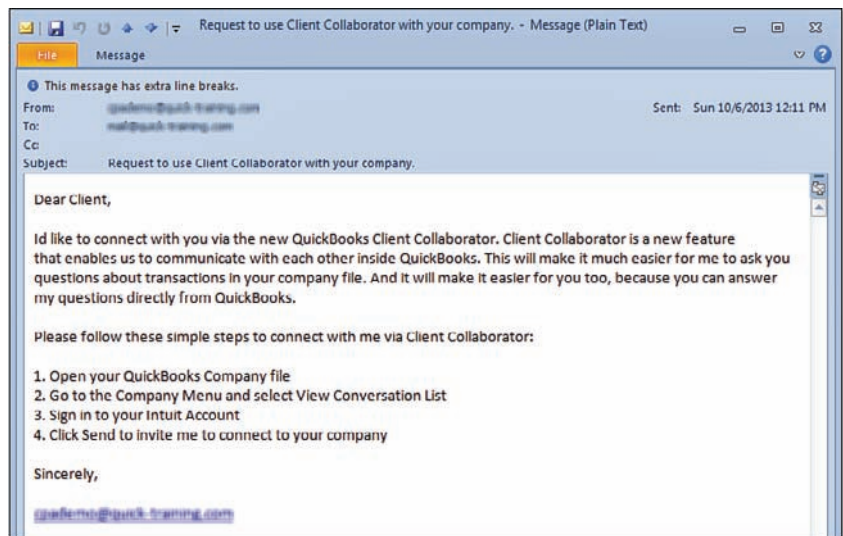 Request to use Client Collaborator with your company. - Message (Plain Text)
File Message
This message has extra line breaks.
From: Sent: Sun 10/6/2013 12:11 PM
To:
Cc
Subject: Request to use Client Collaborator with your company.
Dear Client,
Id like to connect with you via the new QuickBooks Client Collaborator. Client Collaborator is a new feature
that enables us to communicate with each other inside QuickBooks. This will make it much easier for me to ask you
questions about transactions in your company file. And it will make it easier for you too, because you can answer
my questions directly from QuickBooks.
Please follow these simple steps to connect with me via Client Collaborator:
1. Open your QuickBooks Company file
2. Go to the Company Menu and select View Conversation List
3. Sign in to your Intuit Account
4. Click Send to invite me to connect to your company
Sincerely,